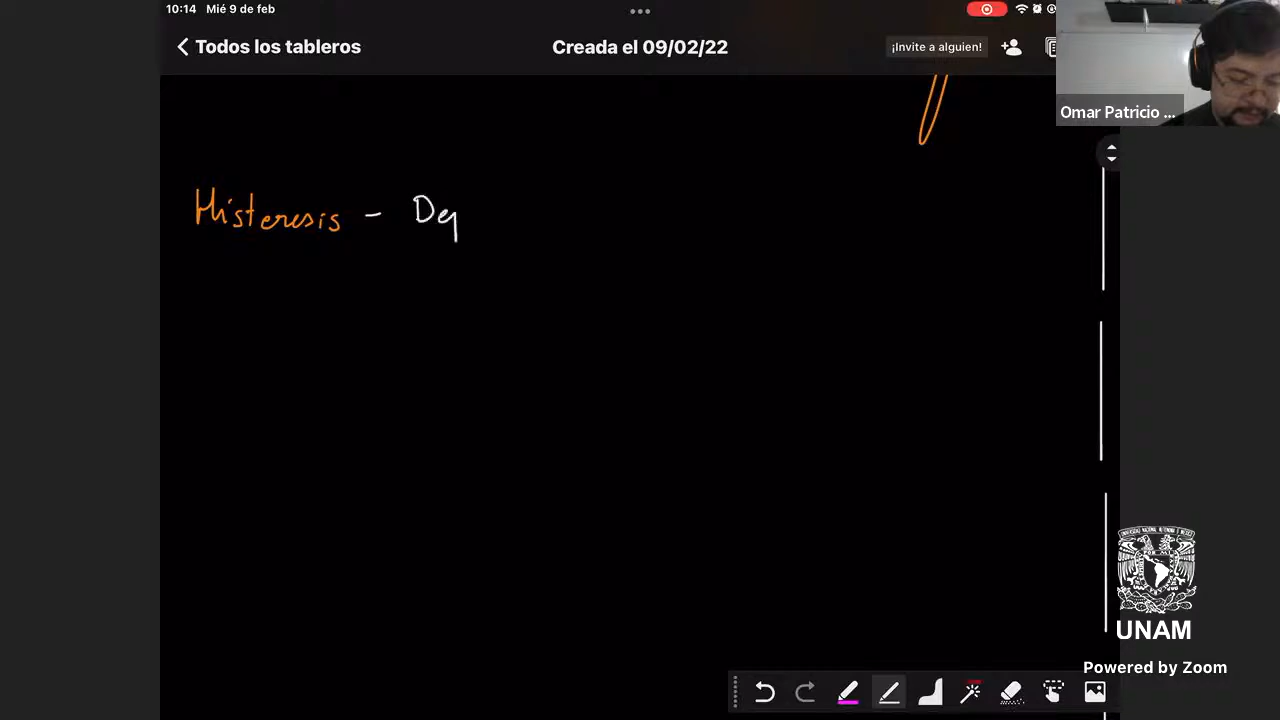 10:14 Mié 9 de feb
Todos los tableros
Creada el 09/02/22
¡Invite a alguien!
Omar Patricio ...
Histeresis - De
UNAM
Powered by Zoom